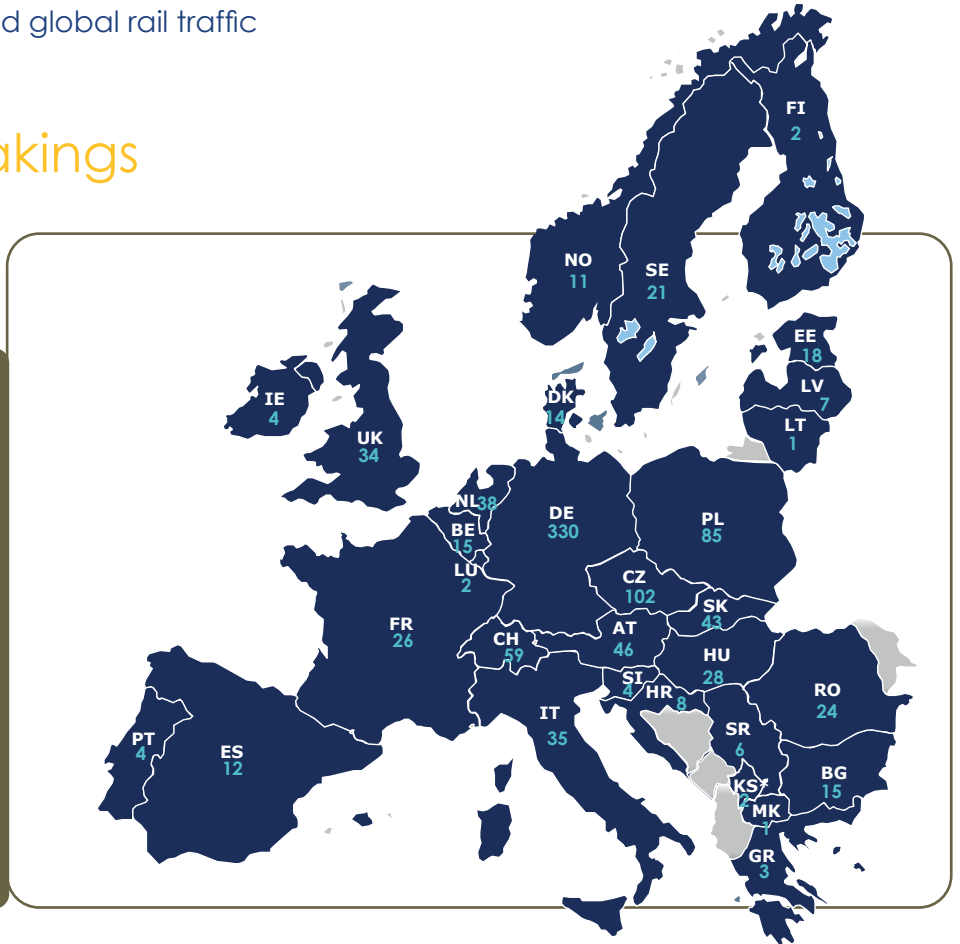 d global rail traffic
akings
FI
2
NO
11
SE
21
EE
18
LV
7
LT
1
DK
14
IE
4
UK
34
NL 38
BE
15
LU
2
DE
330
PL
85
CZ
102
SK
43
FR
26
CH
59
AT
46
HU
28
SI
4
HR
8
RO
24
IT
35
SR
6
PT
4
ES
12
KS*
2
BG
15
MK
1
GR
3